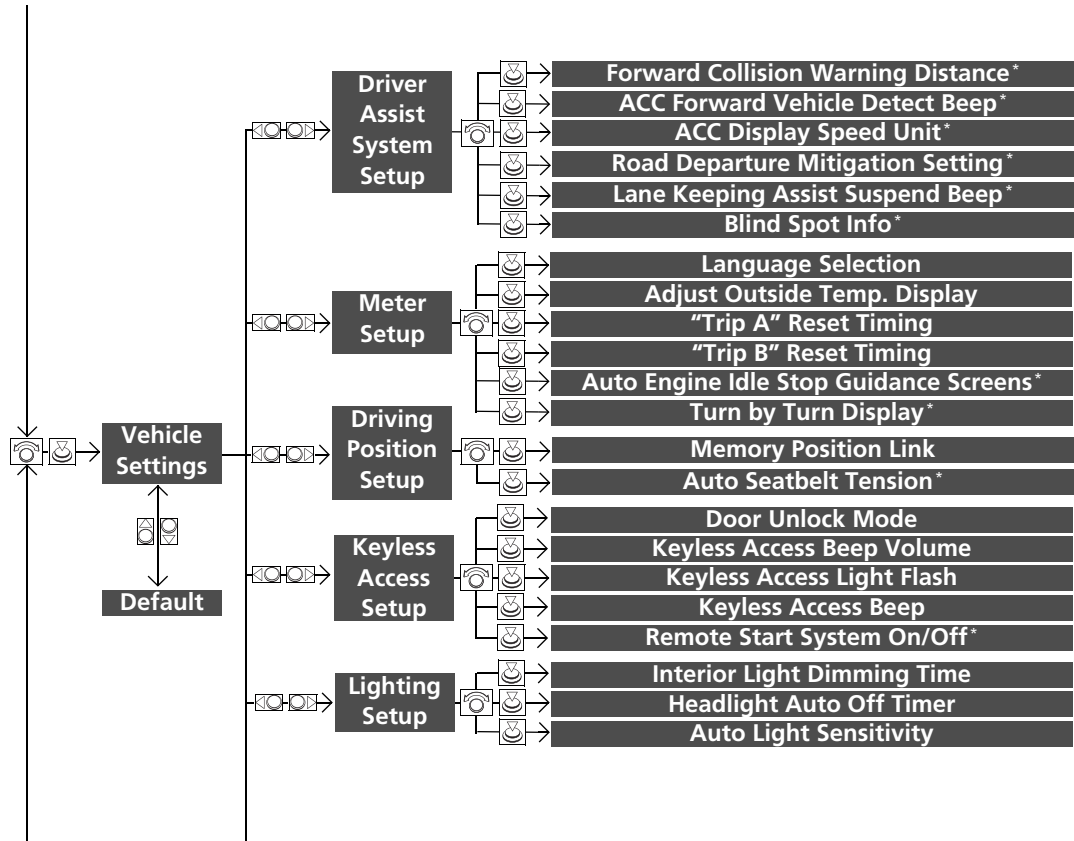 Driver
Assist
System
Setup
Forward Collision Warning Distance*
ACC Forward Vehicle Detect Beep*
ACC Display Speed Unit*
Road Departure Mitigation Setting*
Lane Keeping Assist Suspend Beep*
Blind Spot Info*
Meter
Setup
Language Selection
Adjust Outside Temp. Display
“Trip A” Reset Timing
“Trip B” Reset Timing
Auto Engine Idle Stop Guidance Screens*
Turn by Turn Display*
Vehicle
Settings
Default
Driving
Position
Setup
Memory Position Link
Auto Seatbelt Tension*
Keyless
Access
Setup
Door Unlock Mode
Keyless Access Beep Volume
Keyless Access Light Flash
Keyless Access Beep
Remote Start System On/Off*
Lighting
Setup
Interior Light Dimming Time
Headlight Auto Off Timer
Auto Light Sensitivity